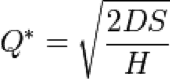 Q* = √(2DS/H)